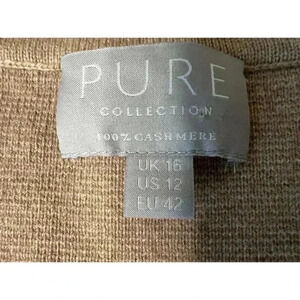 PURE
COLLECTION
100% CASHMERE
UK 16
US 12
EU 42